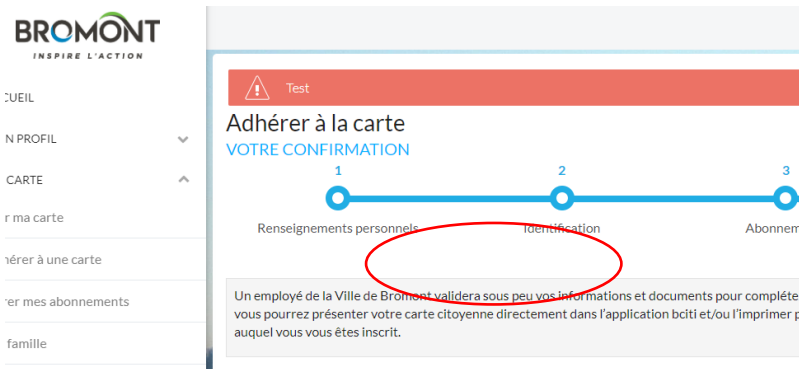 BROMONT
INSPIRE L'ACTION
CUEIL
N PROFIL
CARTE
r ma carte
hérer à une carte
rer mes abonnements
famille
Test
Adhérer à la carte
VOTRE CONFIRMATION
1 2 3
Renseignements personnels Identification Abonnem
Un employé de la Ville de Bromont validera sous peu vos informations et documents pour compléte
vous pourrez présenter votre carte citoyenne directement dans l'application bciti et/ou l'imprimer p
auquel vous vous êtes inscrit.